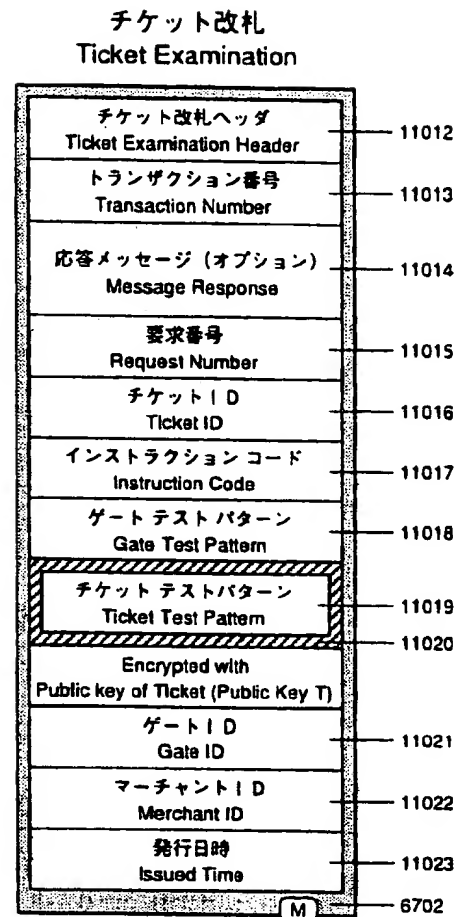 チケット改札
Ticket Examination
チケット改札ヘッダ
Ticket Examination Header
11012
トランザクション番号
Transaction Number
11013
応答メッセージ（オプション）
Message Response
11014
要求番号
Request Number
11015
チケットＩＤ
Ticket ID
11016
インストラクション コード
Instruction Code
11017
ゲート テスト パターン
Gate Test Pattern
11018
チケット テストパターン
Ticket Test Pattern
11019
11020
Encrypted with
Public key of Ticket (Public Key T)
ゲートＩＤ
Gate ID
11021
マーチャントＩＤ
Merchant ID
11022
発行日時
Issued Time
11023
M
6702